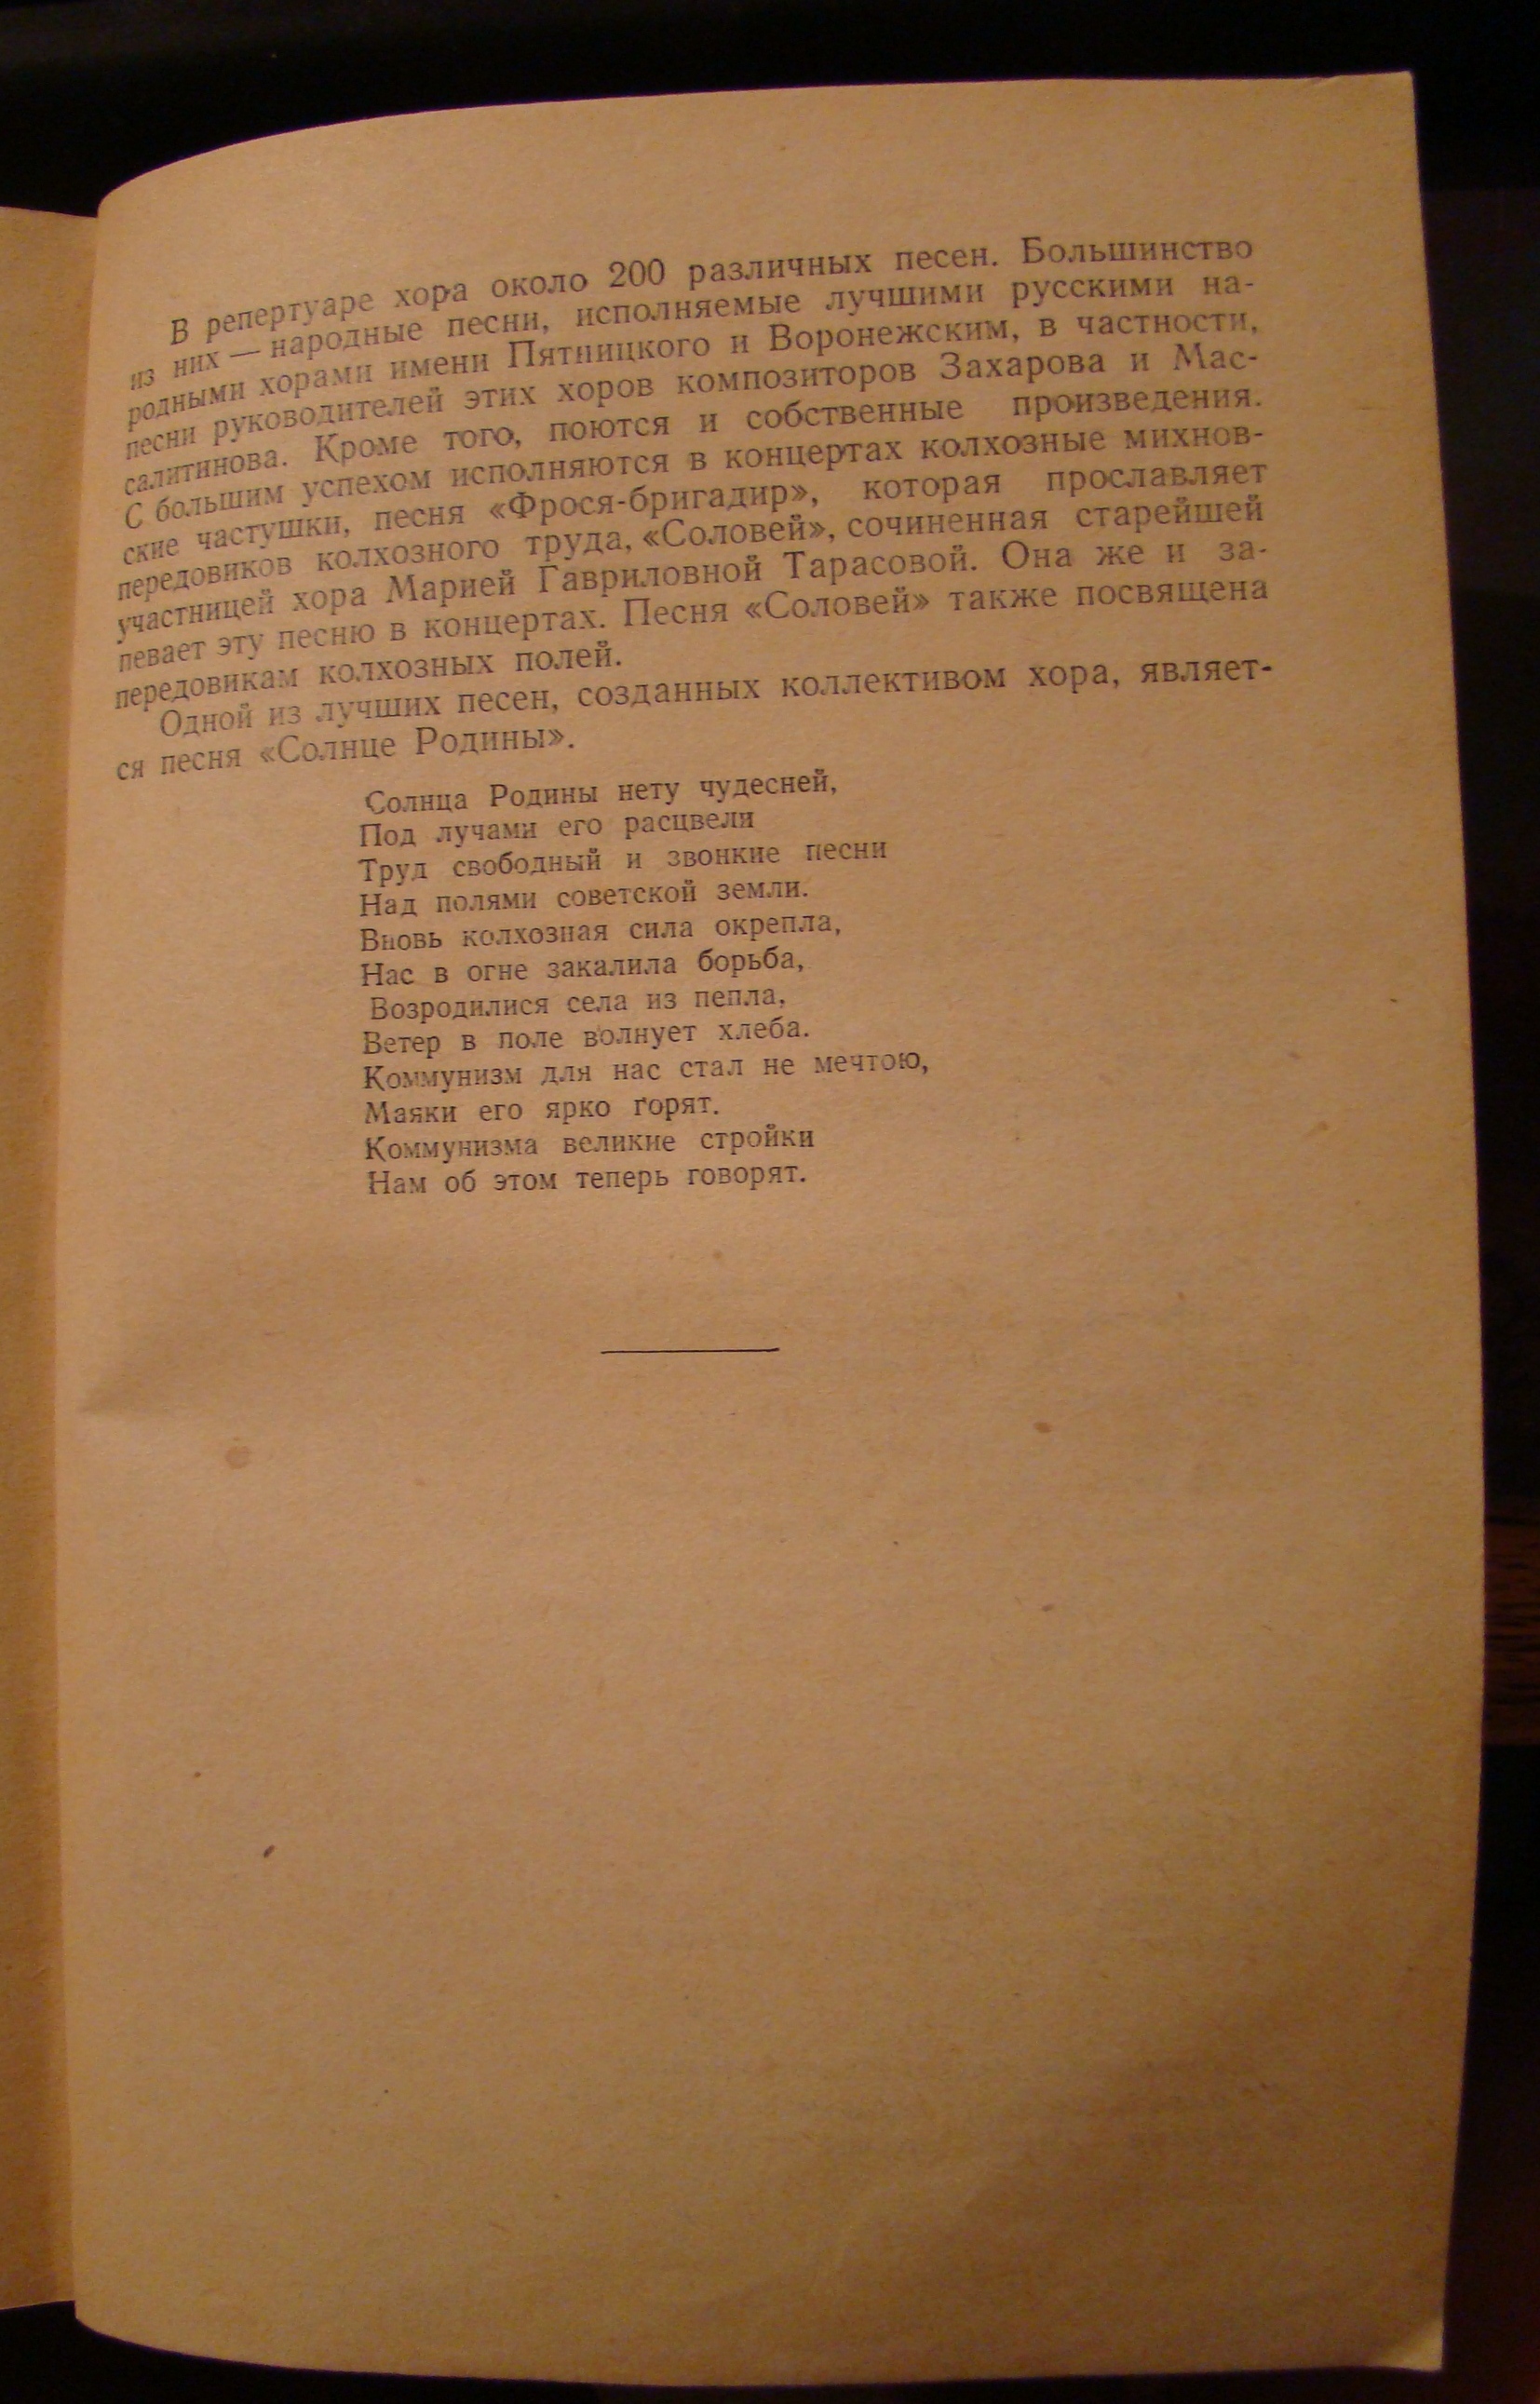 В репертуаре хора около 200 различных песен. Большинство
из них — народные песни, исполняемые лучшими русскими на-
родными хорами имени Пятницкого и Воронежским, в частности,
песни руководителей этих хоров композиторов Захарова и Мас-
салитинова. Кроме того, поются и собственные произведения.
С большим успехом исполняются в концертах колхозные михнов-
ские частушки, песня «Фрося-бригадир», которая прославляет
передовиков колхозного труда, «Соловей», сочиненная старейшей
участницей хора Марией Гавриловной Тарасовой. Она же и за-
певает эту песню в концертах. Песня «Соловей» также посвящена
передовикам колхозных полей.
Одной из лучших песен, созданных коллективом хора, являет-
ся песня «Солнце Родины».
Солнца Родины нету чудесней,
Под лучами его расцвели
Труд свободный и звонкие песни
Над полями советской земли.
Вновь колхозная сила окрепла,
Нас в огне закалила борьба,
Возродилися села из пепла,
Ветер в поле волнует хлеба.
Коммунизм для нас стал не мечтою,
Маяки его ярко горят.
Коммунизма великие стройки
Нам об этом теперь говорят.